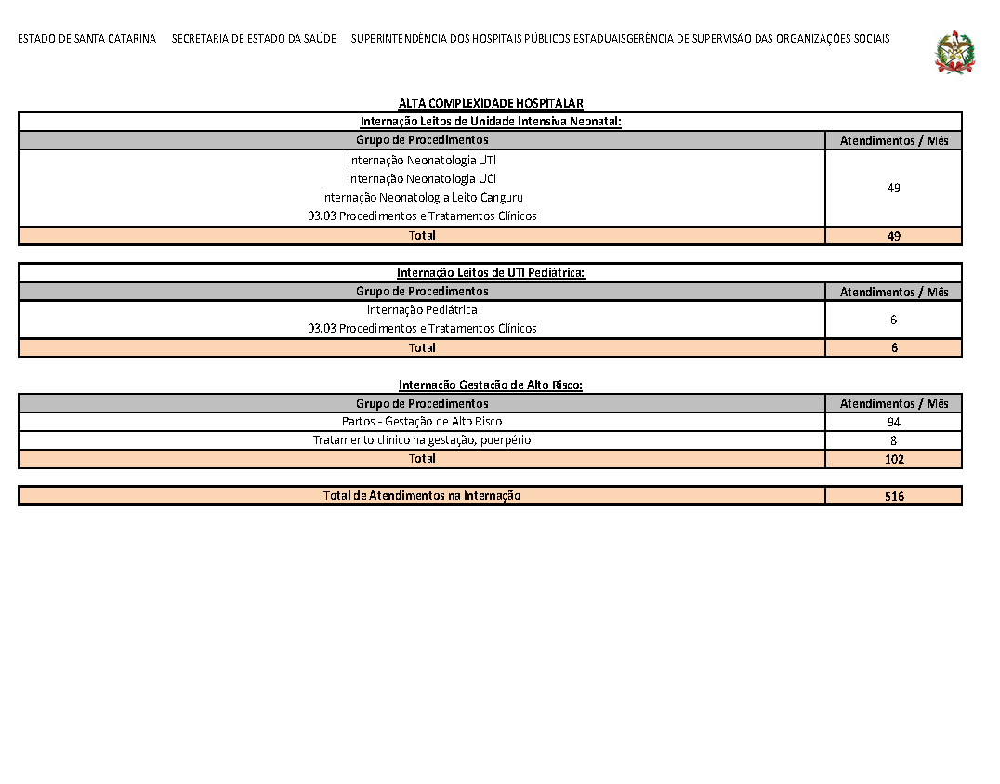 ESTADO DE SANTA CATARINA SECRETARIA DE ESTADO DA SAÚDE SUPERINTENDÊNCIA DOS HOSPITAIS PÚBLICOS ESTADUAISGERÊNCIA DE SUPERVISÃO DAS ORGANIZAÇÕES SOCIAIS
ALTA COMPLEXIDADE HOSPITALAR
Internação Leitos de Unidade Intensiva Neonatal:
Grupo de Procedimentos Atendimentos / Mês
Internação Neonatologia UTI
Internação Neonatologia UCI
49
Internação Neonatologia Leito Canguru
03.03 Procedimentos e Tratamentos Clínicos
Total 49
Internação Leitos de UTI Pediátrica:
Grupo de Procedimentos Atendimentos / Mês
Internação Pediátrica
6
03.03 Procedimentos e Tratamentos Clínicos
Total 6
Internação Gestação de Alto Risco:
Grupo de Procedimentos Atendimentos / Mês
Partos - Gestação de Alto Risco 94
Tratamento clínico na gestação, puerpério 8
Total 102
Total de Atendimentos na Internação 516